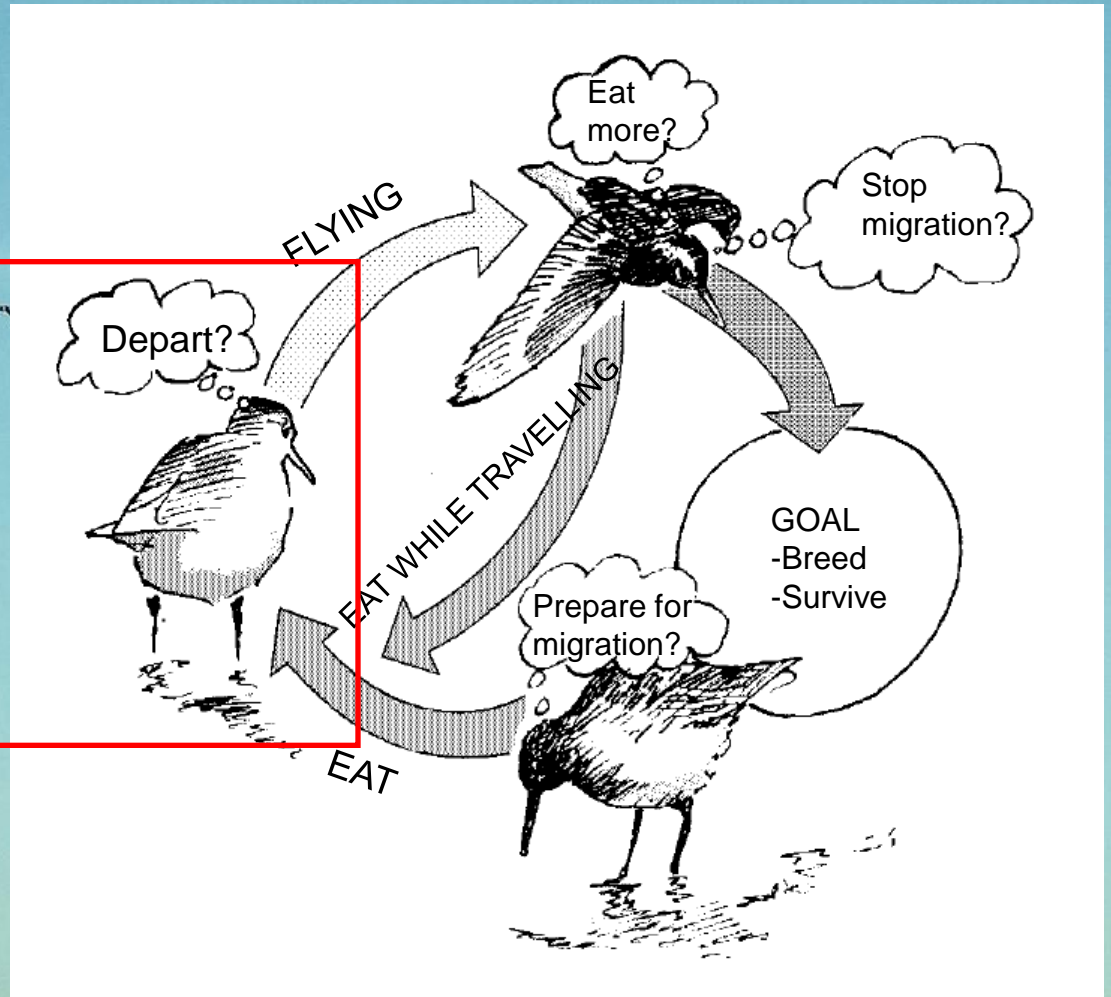 Eat
more?
Stop
migration?
FLYING
Depart?
EAT WHILE TRAVELLING
GOAL
-Breed
-Survive
Prepare for
migration?
EAT